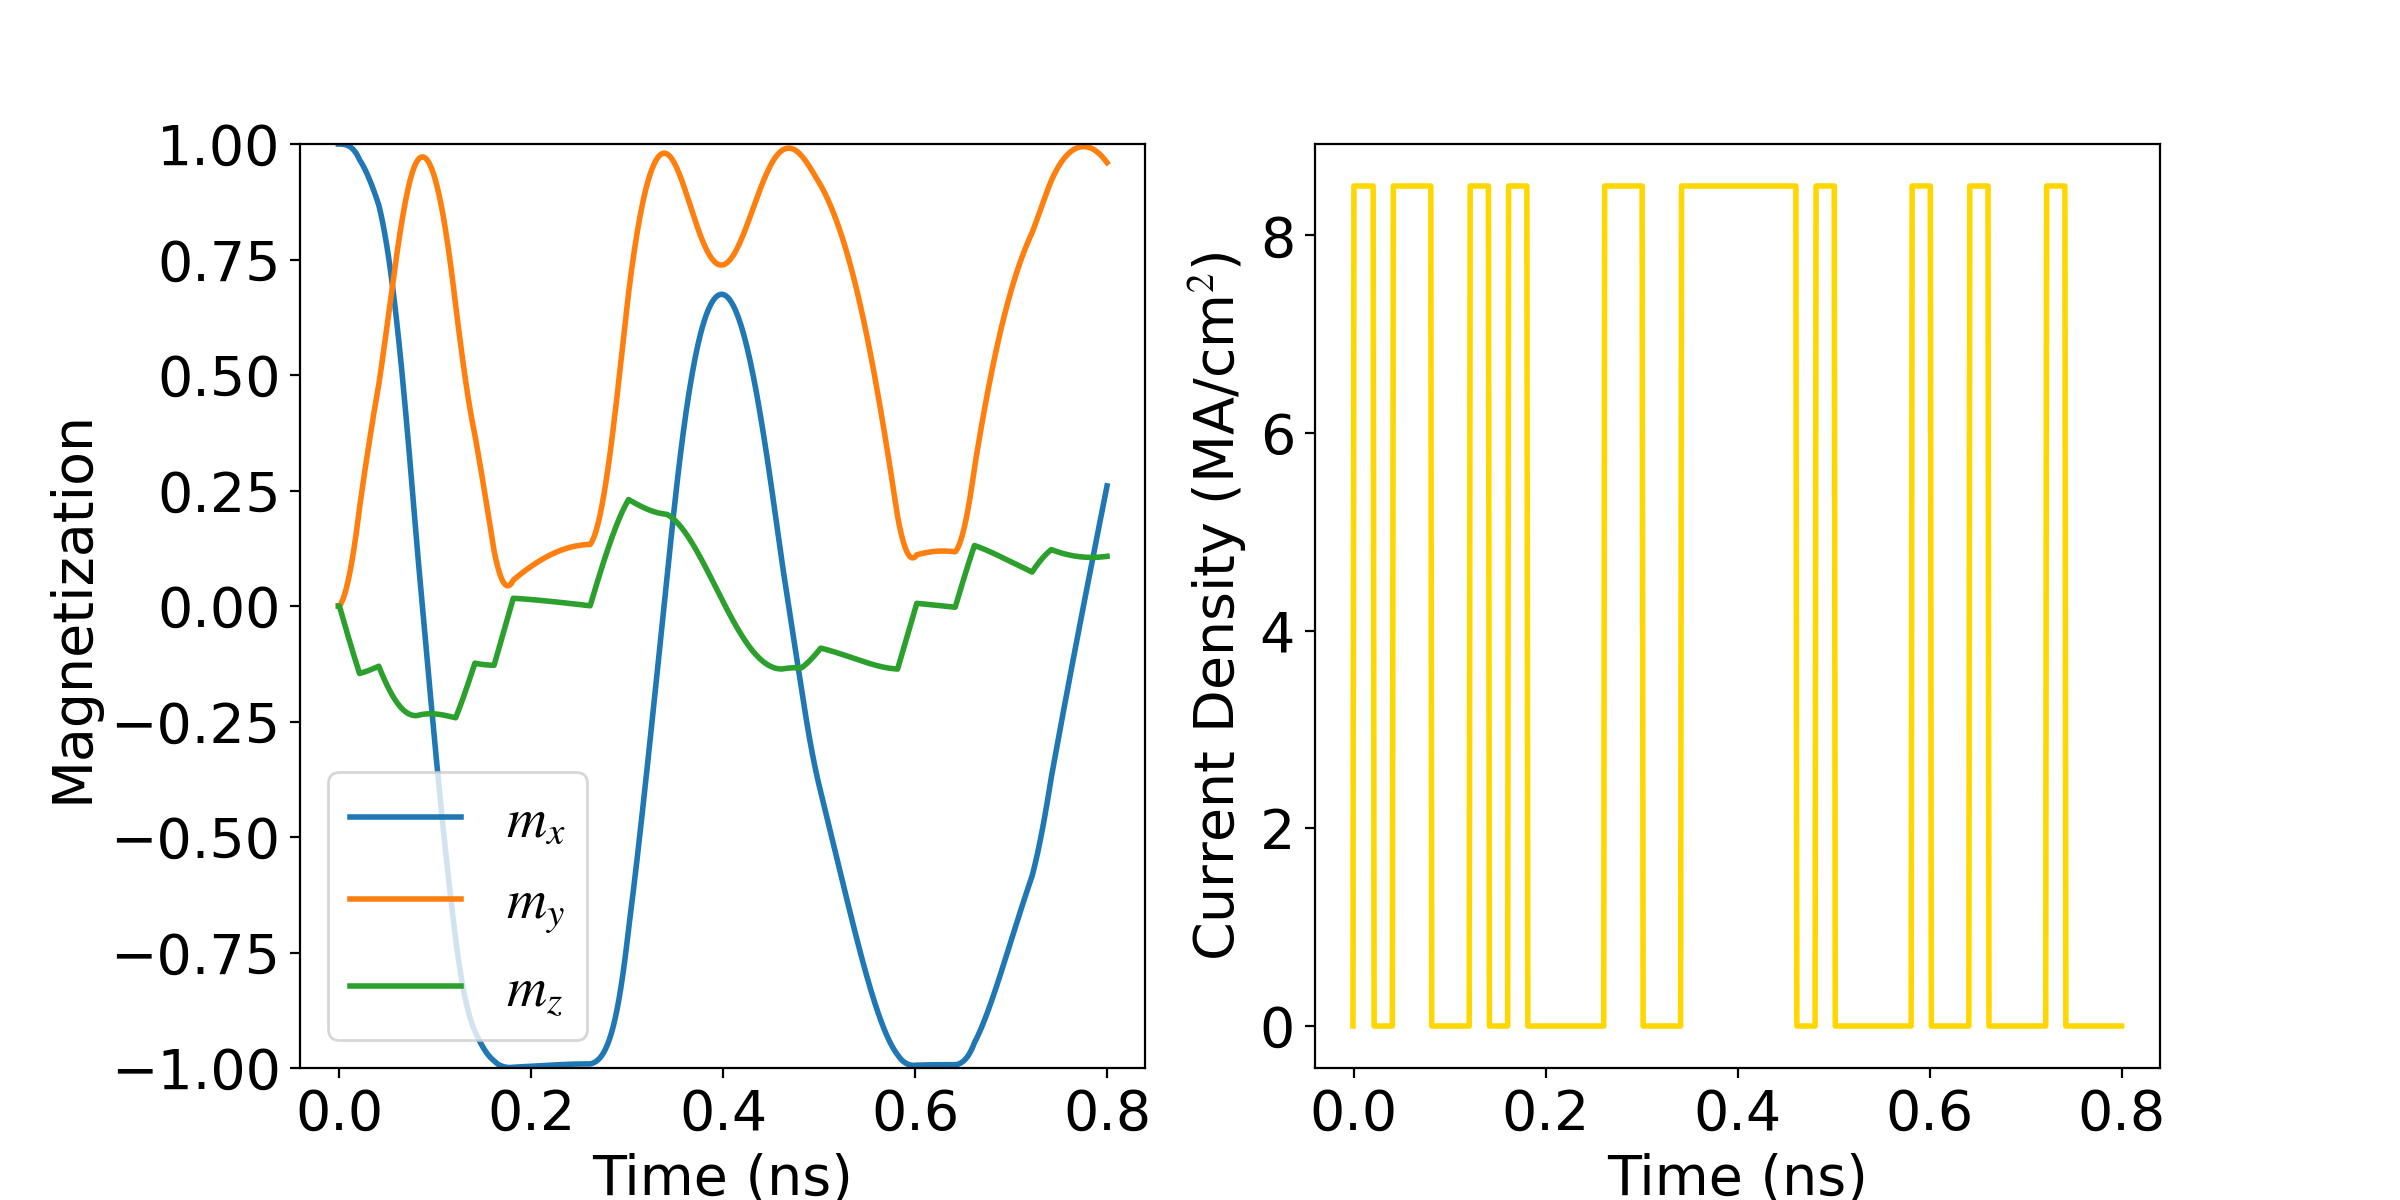 Magnetization
1.00
0.75
0.50
0.25
0.00
−0.25
−0.50
−0.75
−1.00
0.0 0.2 0.4 0.6 0.8
Time (ns)
m_x
m_y
m_z
Current Density (MA/cm²)
8
6
4
2
0
0.0 0.2 0.4 0.6 0.8
Time (ns)